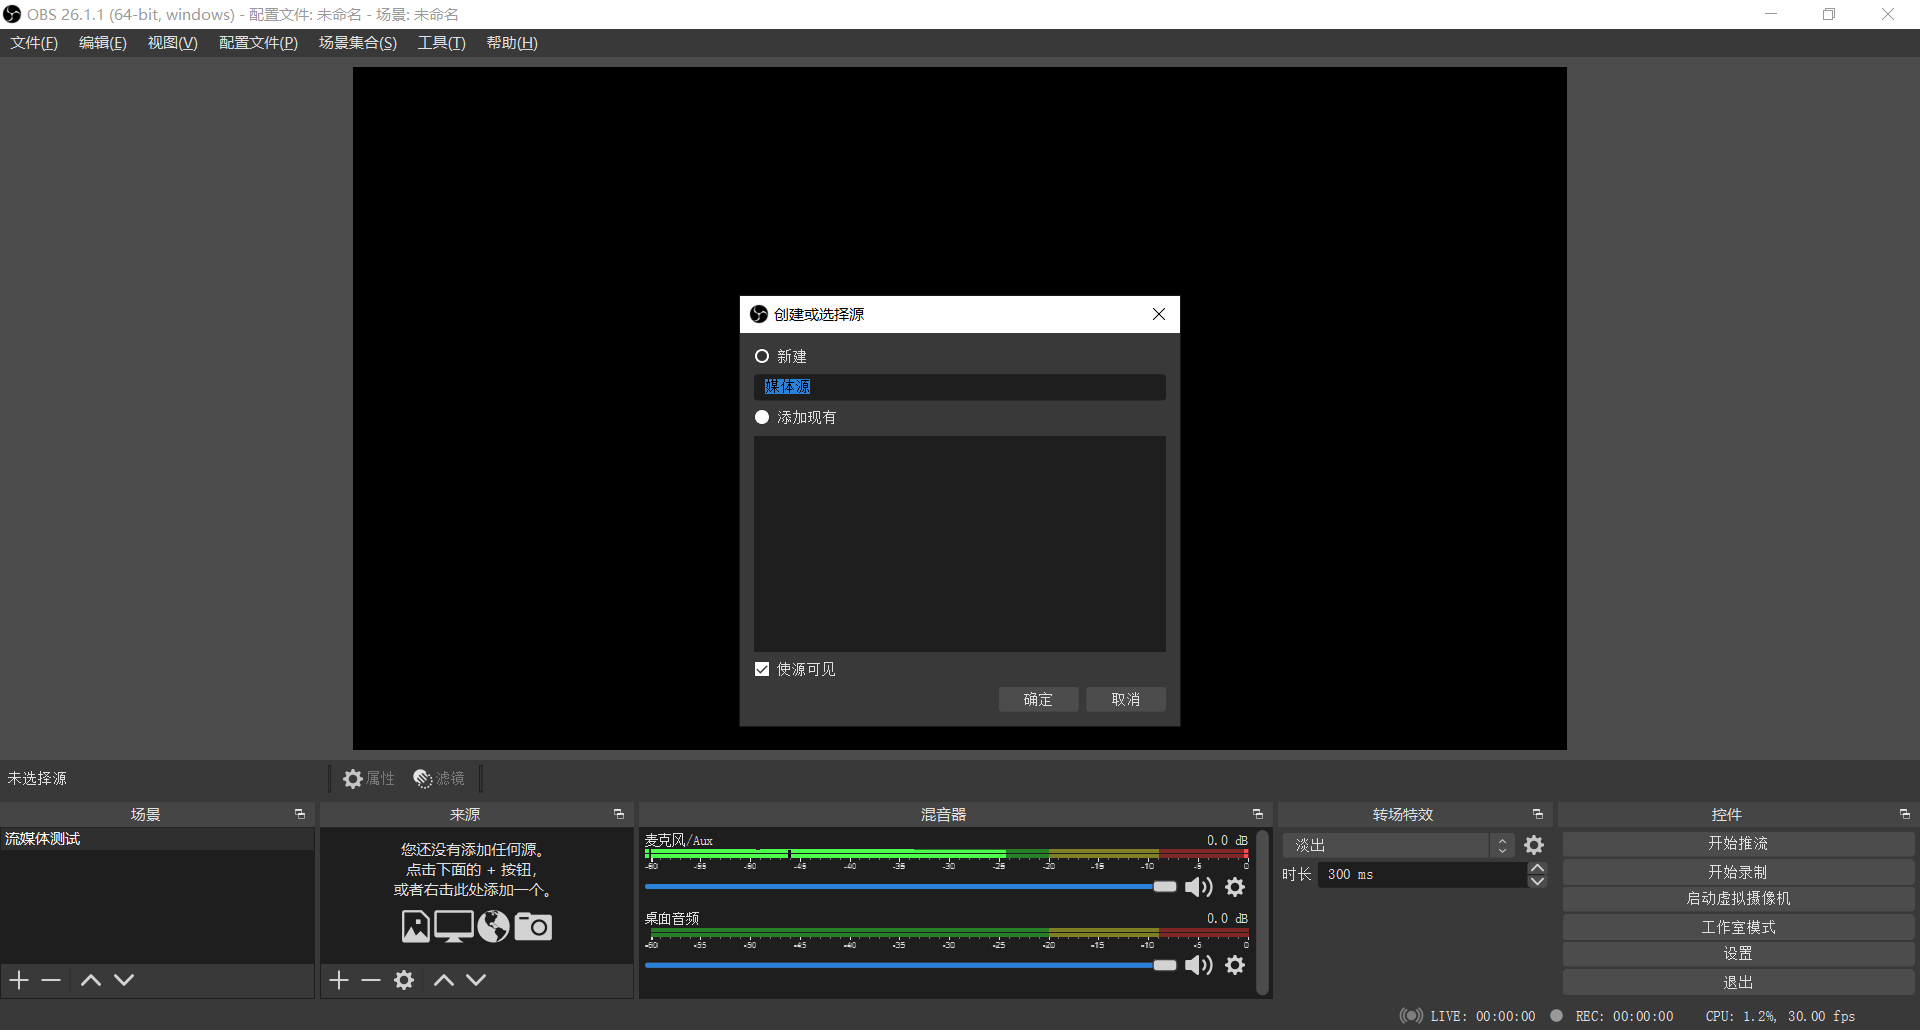 OBS 26.1.1 (64-bit, windows) - 配置文件: 未命名 - 场景: 未命名
文件(F) 编辑(E) 视图(V) 配置文件(P) 场景集合(S) 工具(T) 帮助(H)
创建或选择源
新建
媒体源
添加现有
使源可见
确定 取消
未选择源 属性 滤镜
场景 来源 混音器 转场特效 控件
流媒体测试
您还没有添加任何源。
点击下面的 + 按钮,
或者右击此处添加一个。
麦克风/Aux 0.0 dB
-60 -55 -50 -45 -40 -35 -30 -25 -20 -15 -10 -5 0
桌面音频 0.0 dB
-60 -55 -50 -45 -40 -35 -30 -25 -20 -15 -10 -5 0
淡出
时长 300 ms
开始推流
开始录制
启动虚拟摄像机
工作室模式
设置
退出
LIVE: 00:00:00 REC: 00:00:00 CPU: 1.2%, 30.00 fps